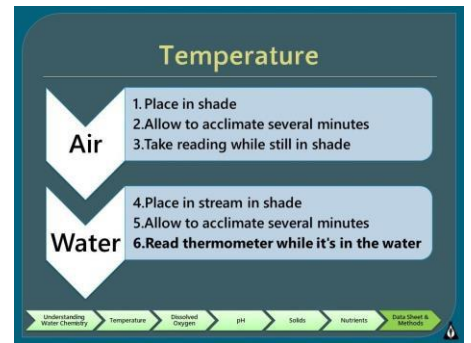 Temperature
Air
1. Place in shade
2.Allow to acclimate several minutes
3.Take reading while still in shade
Water
4.Place in stream in shade
5.Allow to acclimate several minutes
6.Read thermometer while it's in the water
Understanding
Water Chemistry
Temperature
Dissolved
Oxygen
pH
Solids
Nutrients
Data Sheet &
Methods